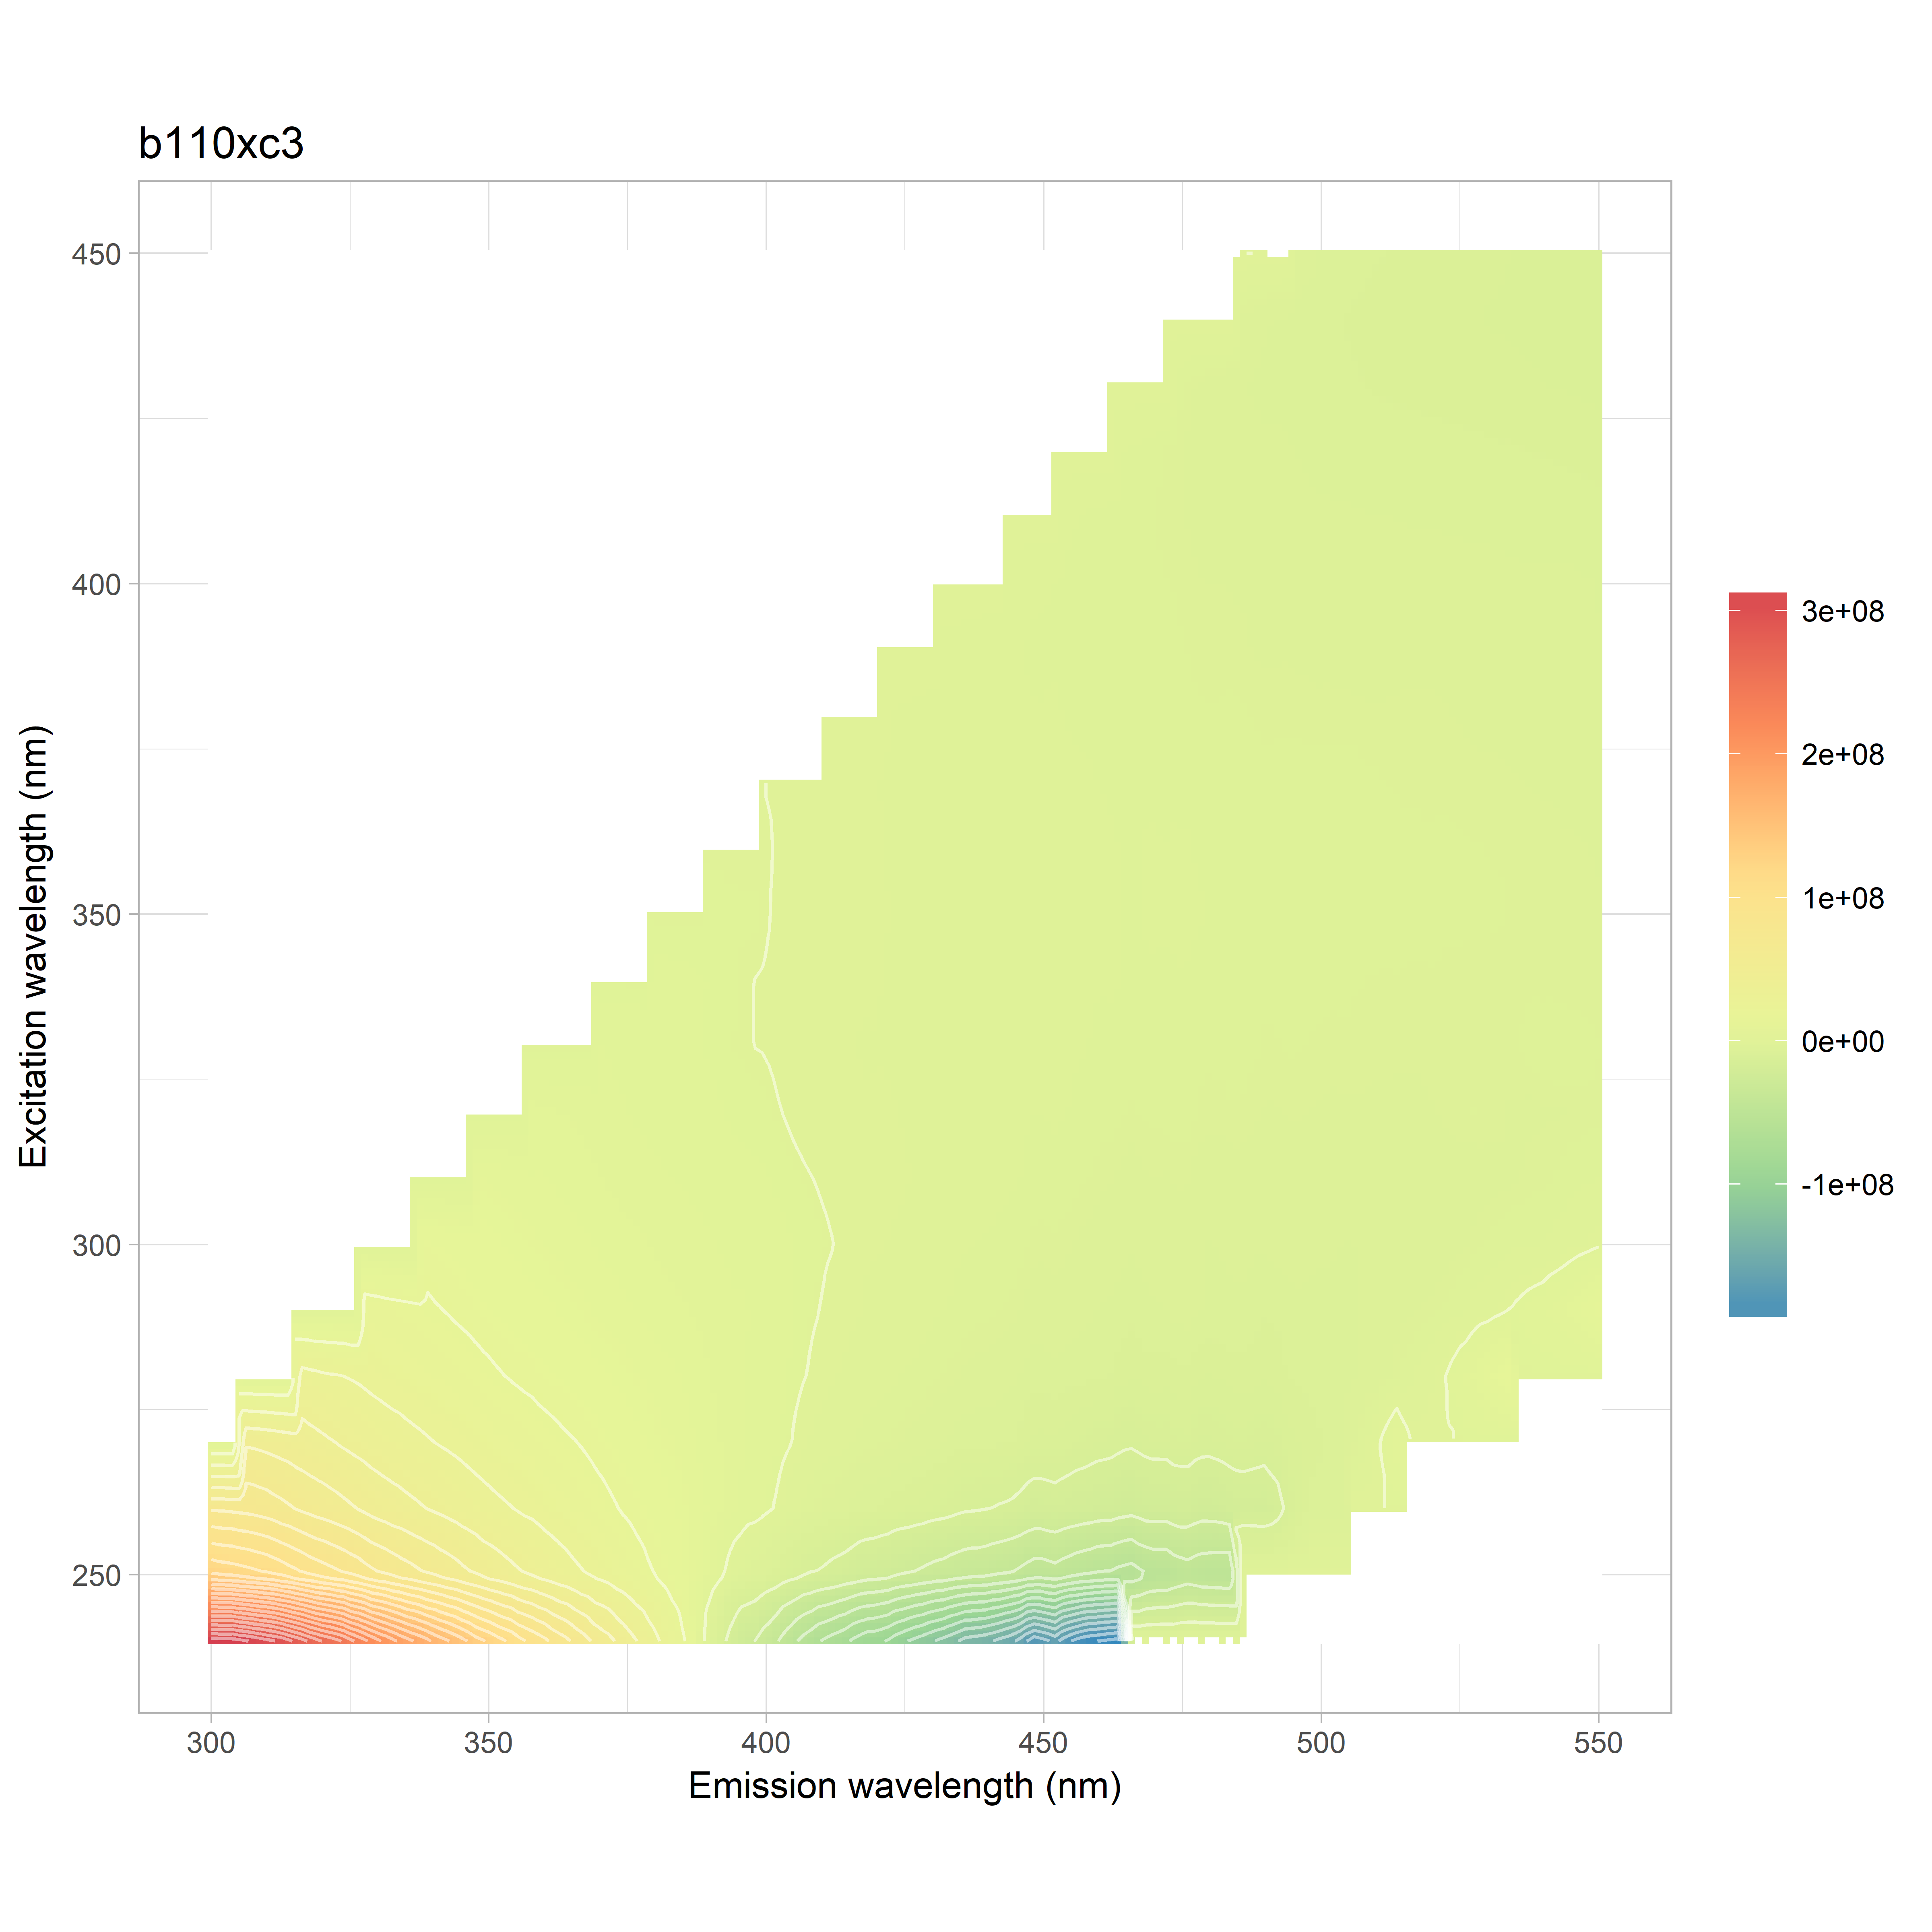 b110xc3
450
400
350
300
250
Excitation wavelength (nm)
300 350 400 450 500 550
Emission wavelength (nm)
3e+08
2e+08
1e+08
0e+00
-1e+08